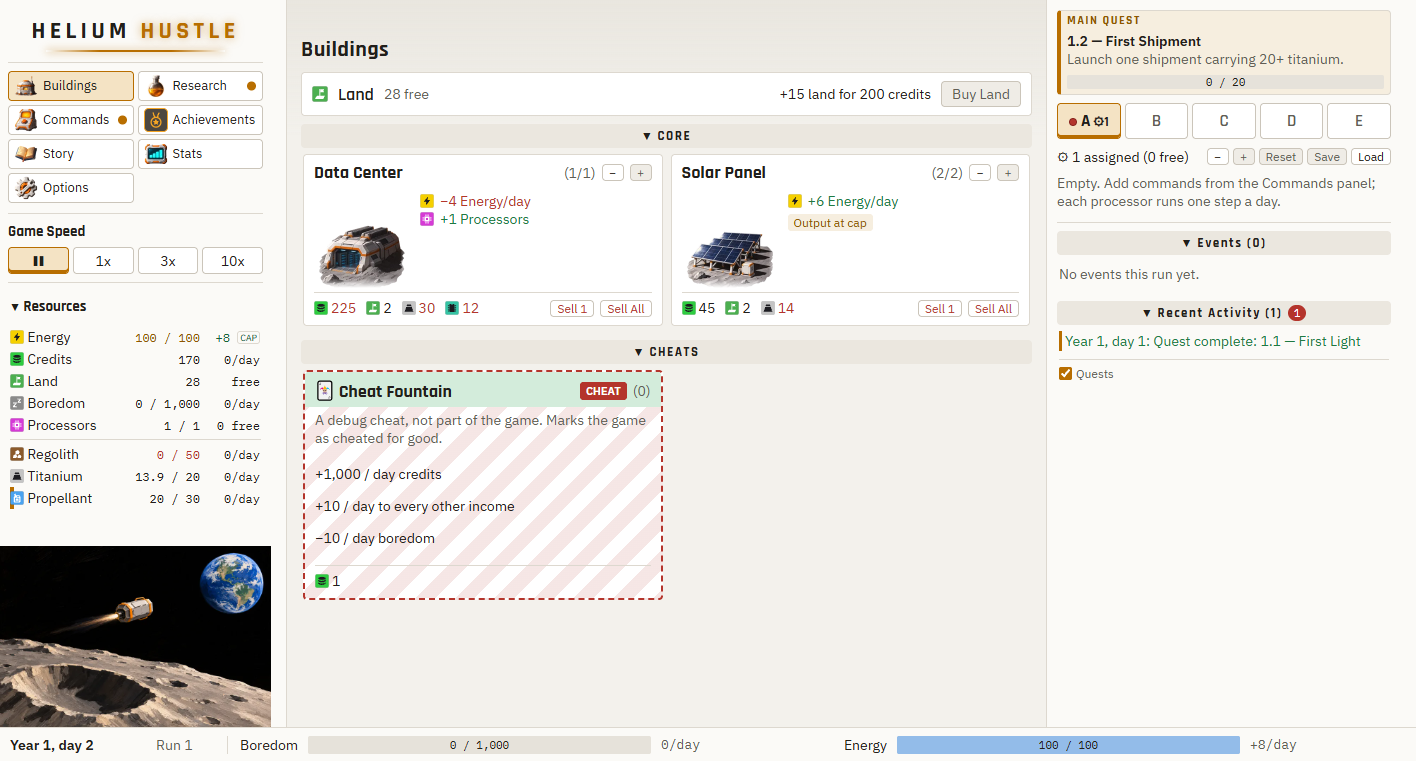 HELIUM HUSTLE
Buildings
Research
Commands
Achievements
Story
Stats
Options
Game Speed
1x
3x
10x
▼ Resources
Energy 100 / 100 +8 CAP
Credits 170 0/day
Land 28 free
Boredom 0 / 1,000 0/day
Processors 1 / 1 0 free
Regolith 0 / 50 0/day
Titanium 13.9 / 20 0/day
Propellant 20 / 30 0/day
Buildings
Land 28 free +15 land for 200 credits Buy Land
▼ CORE
Data Center (1/1) − +
−4 Energy/day
+1 Processors
225 2 30 12 Sell 1 Sell All
Solar Panel (2/2) − +
+6 Energy/day
Output at cap
45 2 14 Sell 1 Sell All
▼ CHEATS
Cheat Fountain CHEAT (0)
A debug cheat, not part of the game. Marks the game
as cheated for good.
+1,000 / day credits
+10 / day to every other income
−10 / day boredom
1
MAIN QUEST
1.2 — First Shipment
Launch one shipment carrying 20+ titanium.
0 / 20
A ⚙1 B C D E
⚙ 1 assigned (0 free) − + Reset Save Load
Empty. Add commands from the Commands panel;
each processor runs one step a day.
▼ Events (0)
No events this run yet.
▼ Recent Activity (1) 1
Year 1, day 1: Quest complete: 1.1 — First Light
Quests
Year 1, day 2 Run 1 Boredom 0 / 1,000 0/day Energy 100 / 100 +8/day